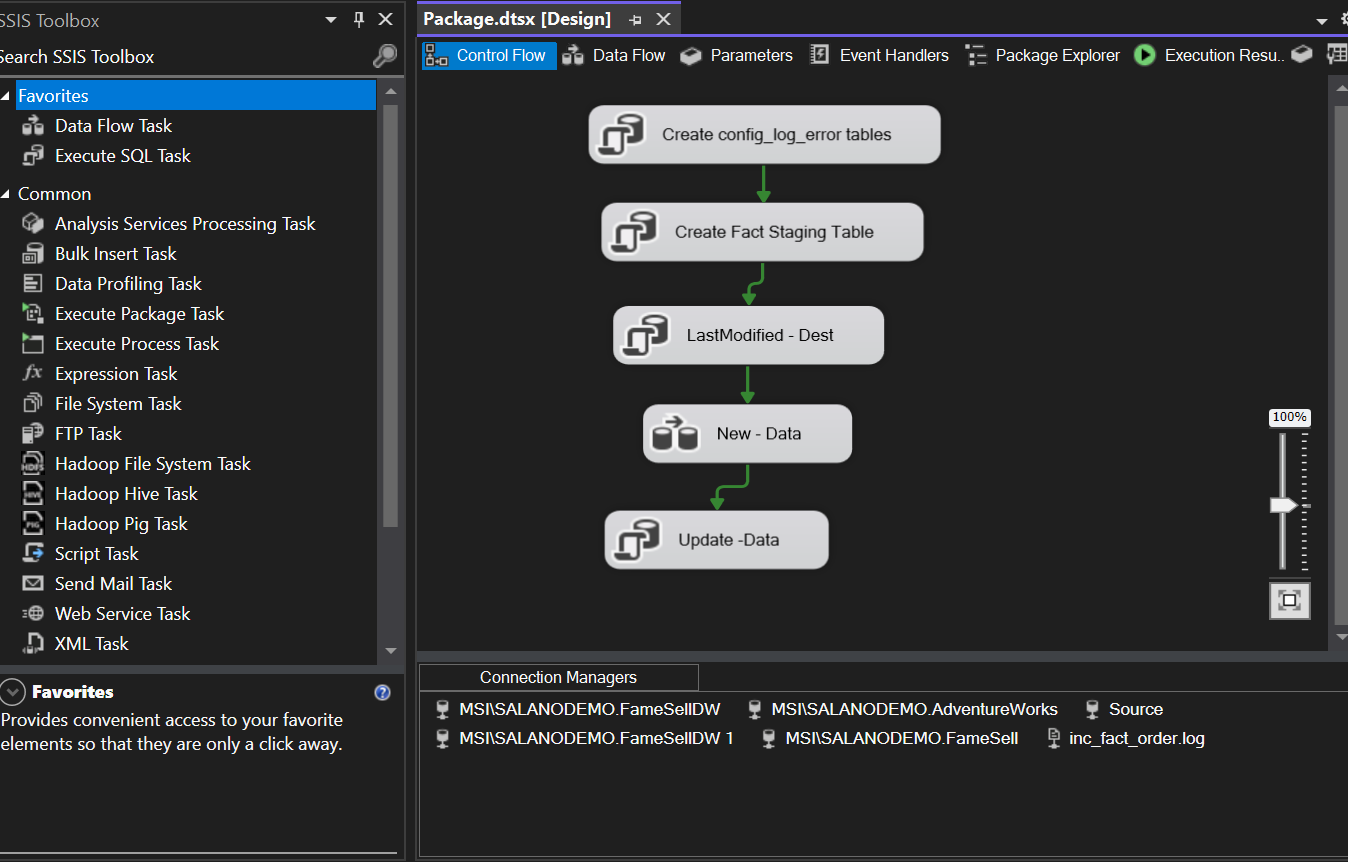 SSIS Toolbox
Search SSIS Toolbox
Favorites
Data Flow Task
Execute SQL Task
Common
Analysis Services Processing Task
Bulk Insert Task
Data Profiling Task
Execute Package Task
Execute Process Task
fx Expression Task
File System Task
FTP Task
HDFS Hadoop File System Task
HIVE Hadoop Hive Task
PIG Hadoop Pig Task
Script Task
Send Mail Task
Web Service Task
XML Task
Favorites
Provides convenient access to your favorite
elements so that they are only a click away.
Package.dtsx [Design]
Control Flow Data Flow Parameters Event Handlers Package Explorer Execution Resu..
Create config_log_error tables
Create Fact Staging Table
LastModified - Dest
New - Data
Update -Data
100%
Connection Managers
MSI\SALANODEMO.FameSellDW MSI\SALANODEMO.AdventureWorks Source
MSI\SALANODEMO.FameSellDW 1 MSI\SALANODEMO.FameSell inc_fact_order.log